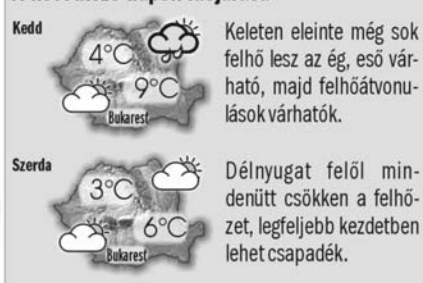 Kedd
4°C
9°C
Bukarest
Keleten eleinte még sok
felhő lesz az ég, eső vár-
ható, majd felhőátvonu-
lások várhatók.
Szerda
3°C
6°C
Bukarest
Délnyugat felől min-
denütt csökken a felhő-
zet, legfeljebb kezdetben
lehet csapadék.